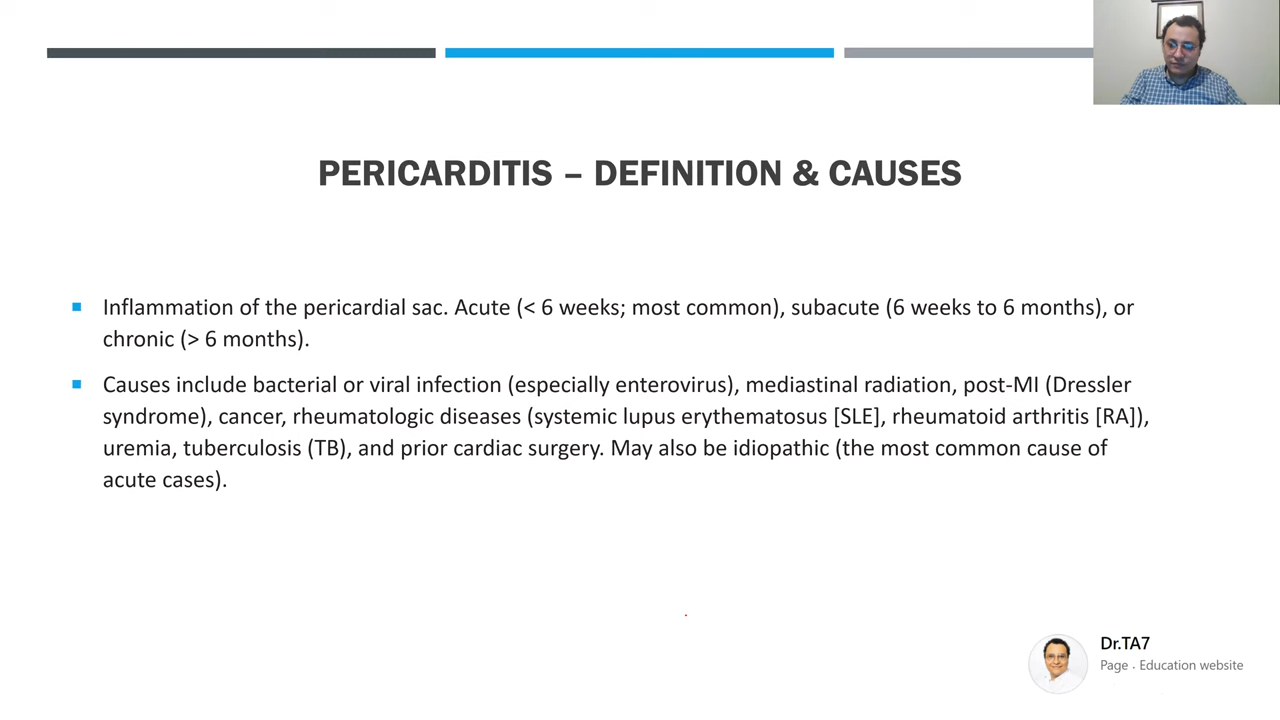 PERICARDITIS – DEFINITION & CAUSES
Inflammation of the pericardial sac. Acute (< 6 weeks; most common), subacute (6 weeks to 6 months), or
chronic (> 6 months).
Causes include bacterial or viral infection (especially enterovirus), mediastinal radiation, post-MI (Dressler
syndrome), cancer, rheumatologic diseases (systemic lupus erythematosus [SLE], rheumatoid arthritis [RA]),
uremia, tuberculosis (TB), and prior cardiac surgery. May also be idiopathic (the most common cause of
acute cases).
Dr.TA7
Page · Education website